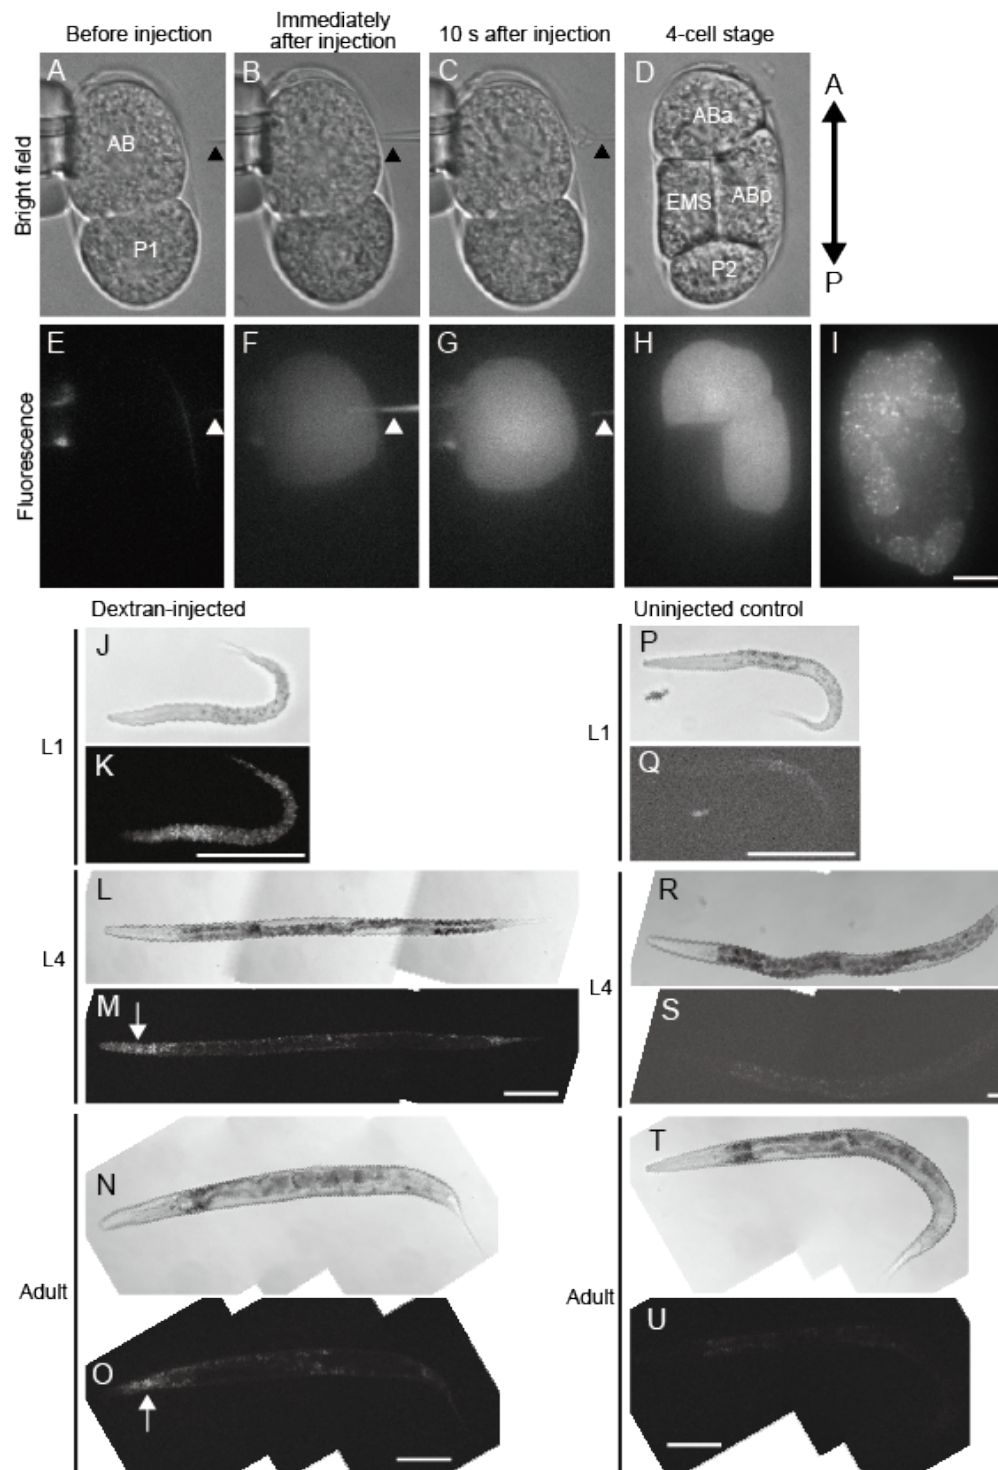 Before injection
Immediately
after injection
10 s after injection
4-cell stage
Bright field
A
AB
P1
B
C
D
ABa
EMS
ABp
P2
A
P
Fluorescence
E
F
G
H
I
Dextran-injected
Uninjected control
L1
J
K
L1
P
Q
L4
L
M
L4
R
S
Adult
N
O
Adult
T
U